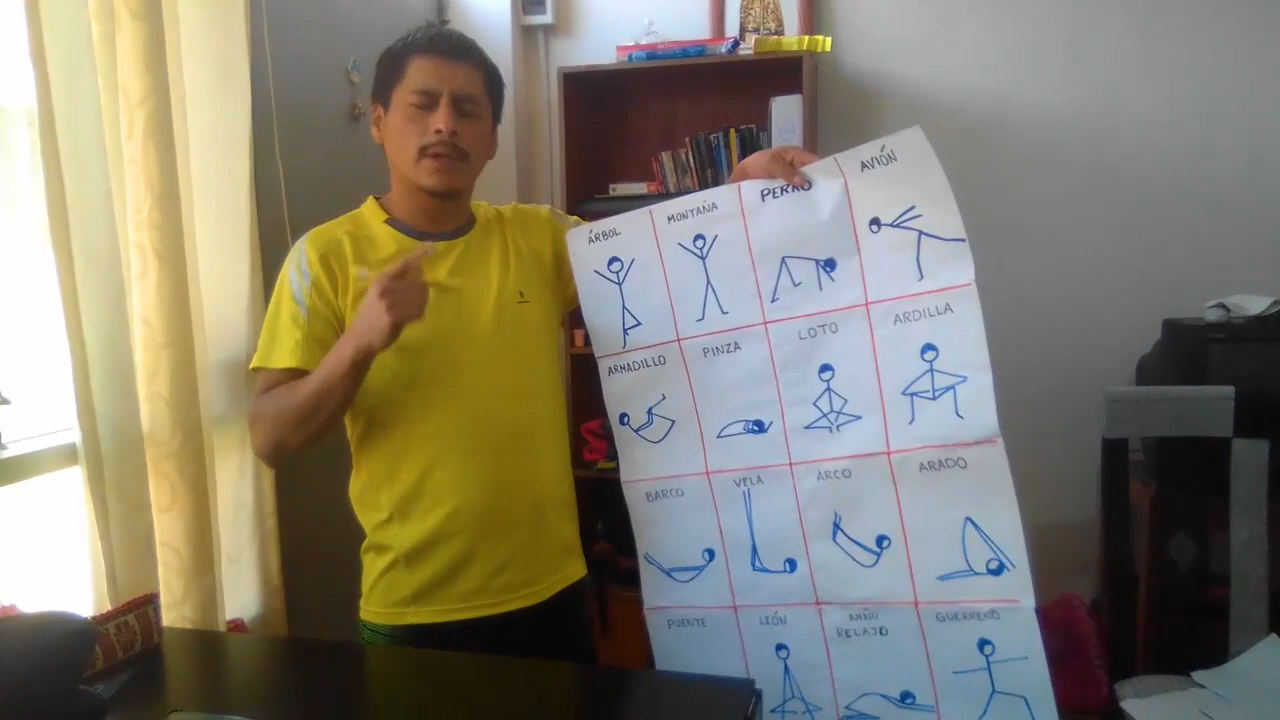 ÁRBOL
MONTAÑA
PERRO
AVIÓN
ARMADILLO
PINZA
LOTO
ARDILLA
BARCO
VELA
ARCO
ARADO
PUENTE
LEÓN
NIÑO
RELAJO
GUERRERO